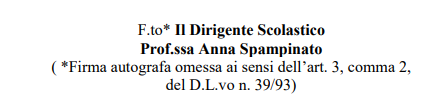 F.to* Il Dirigente Scolastico
Prof.ssa Anna Spampinato
( *Firma autografa omessa ai sensi dell'art. 3, comma 2,
del D.L.vo n. 39/93)